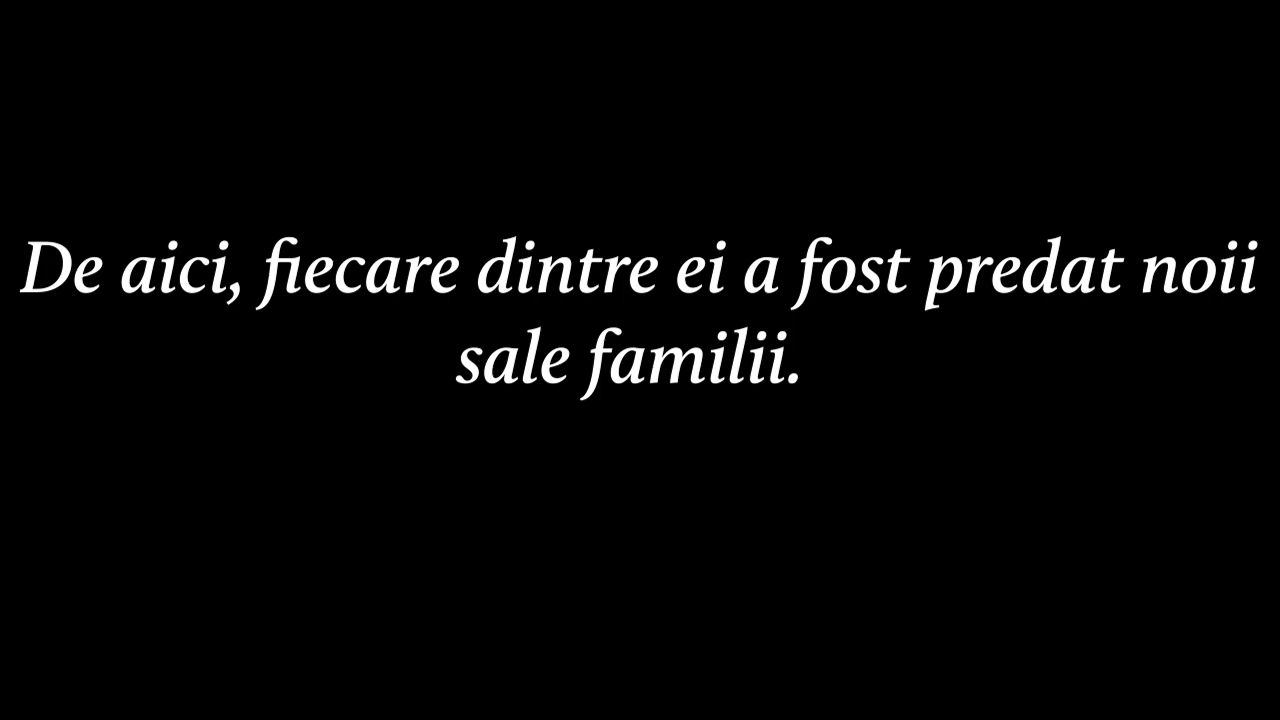 De aici, fiecare dintre ei a fost predat noii
sale familii.